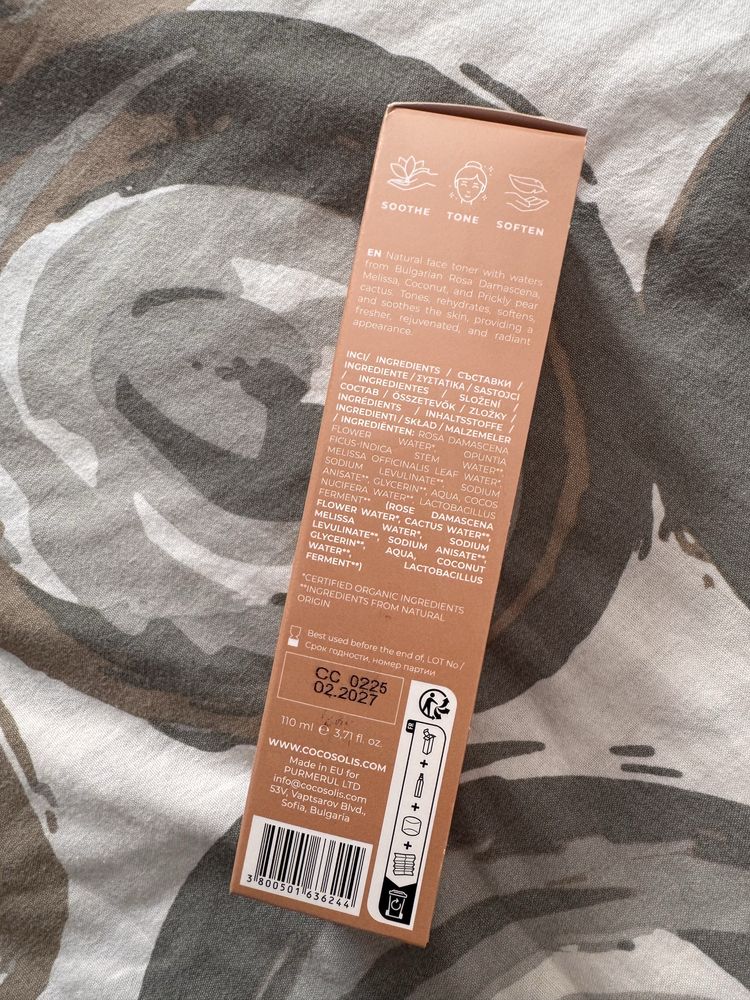 SOOTHE TONE SOFTEN
EN Natural face toner with waters
from Bulgarian Rosa Damascena,
Melissa, Coconut, and Prickly pear
cactus. Tones, rehydrates, softens,
and soothes the skin, providing a
fresher, rejuvenated, and radiant
appearance.
INCI/ INGREDIENTS / СЪСТАВКИ /
INGREDIENTE / ΣΥΣΤΑΤΙΚΑ / SASTOJCI
/ INGREDIENTES / SLOŽENÍ /
СОСТАВ / ÖSSZETEVŐK / ZLOŽKY /
INGRÉDIENTS / INHALTSSTOFFE /
INGREDIENTI / SKŁAD / MALZEMELER
/ INGREDIËNTEN: ROSA DAMASCENA
FLOWER WATER* OPUNTIA
FICUS-INDICA STEM WATER**
MELISSA OFFICINALIS LEAF WATER*,
SODIUM LEVULINATE**, SODIUM
ANISATE**, GLYCERIN**, AQUA, COCOS
NUCIFERA WATER**, LACTOBACILLUS
FERMENT** (ROSE DAMASCENA
FLOWER WATER*, CACTUS WATER**,
MELISSA WATER*, SODIUM
LEVULINATE**, SODIUM ANISATE**,
GLYCERIN**, AQUA, COCONUT
WATER**, LACTOBACILLUS
FERMENT**)
*CERTIFIED ORGANIC INGREDIENTS
**INGREDIENTS FROM NATURAL
ORIGIN
Best used before the end of, LOT No /
Срок годности, номер партии
CC 0225
02.2027
110 ml ℮ 3,71 fl. oz.
WWW.COCOSOLIS.COM
Made in EU for
PURMERUL LTD
info@cocosolis.com
53V, Vaptsarov Blvd.,
Sofia, Bulgaria
3 800501 636244
FR
+
+
+